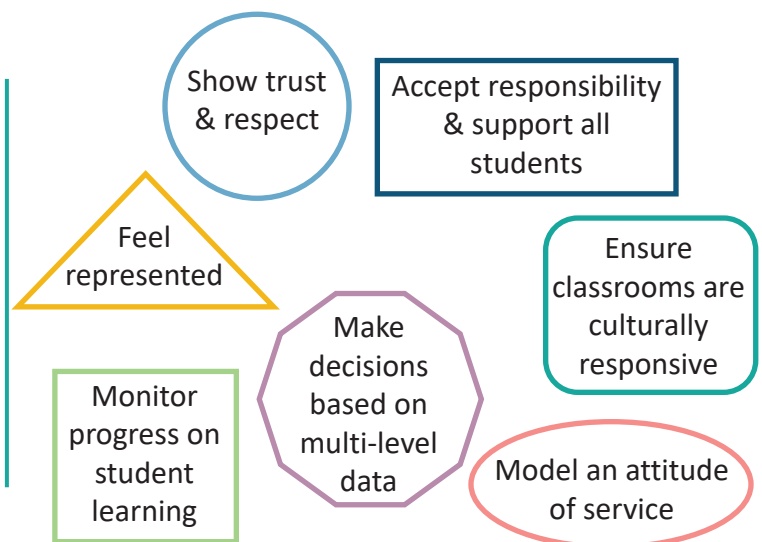 Show trust
& respect
Accept responsibility
& support all
students
Feel
represented
Ensure
classrooms are
culturally
responsive
Make
decisions
based on
multi-level
data
Monitor
progress on
student
learning
Model an attitude
of service